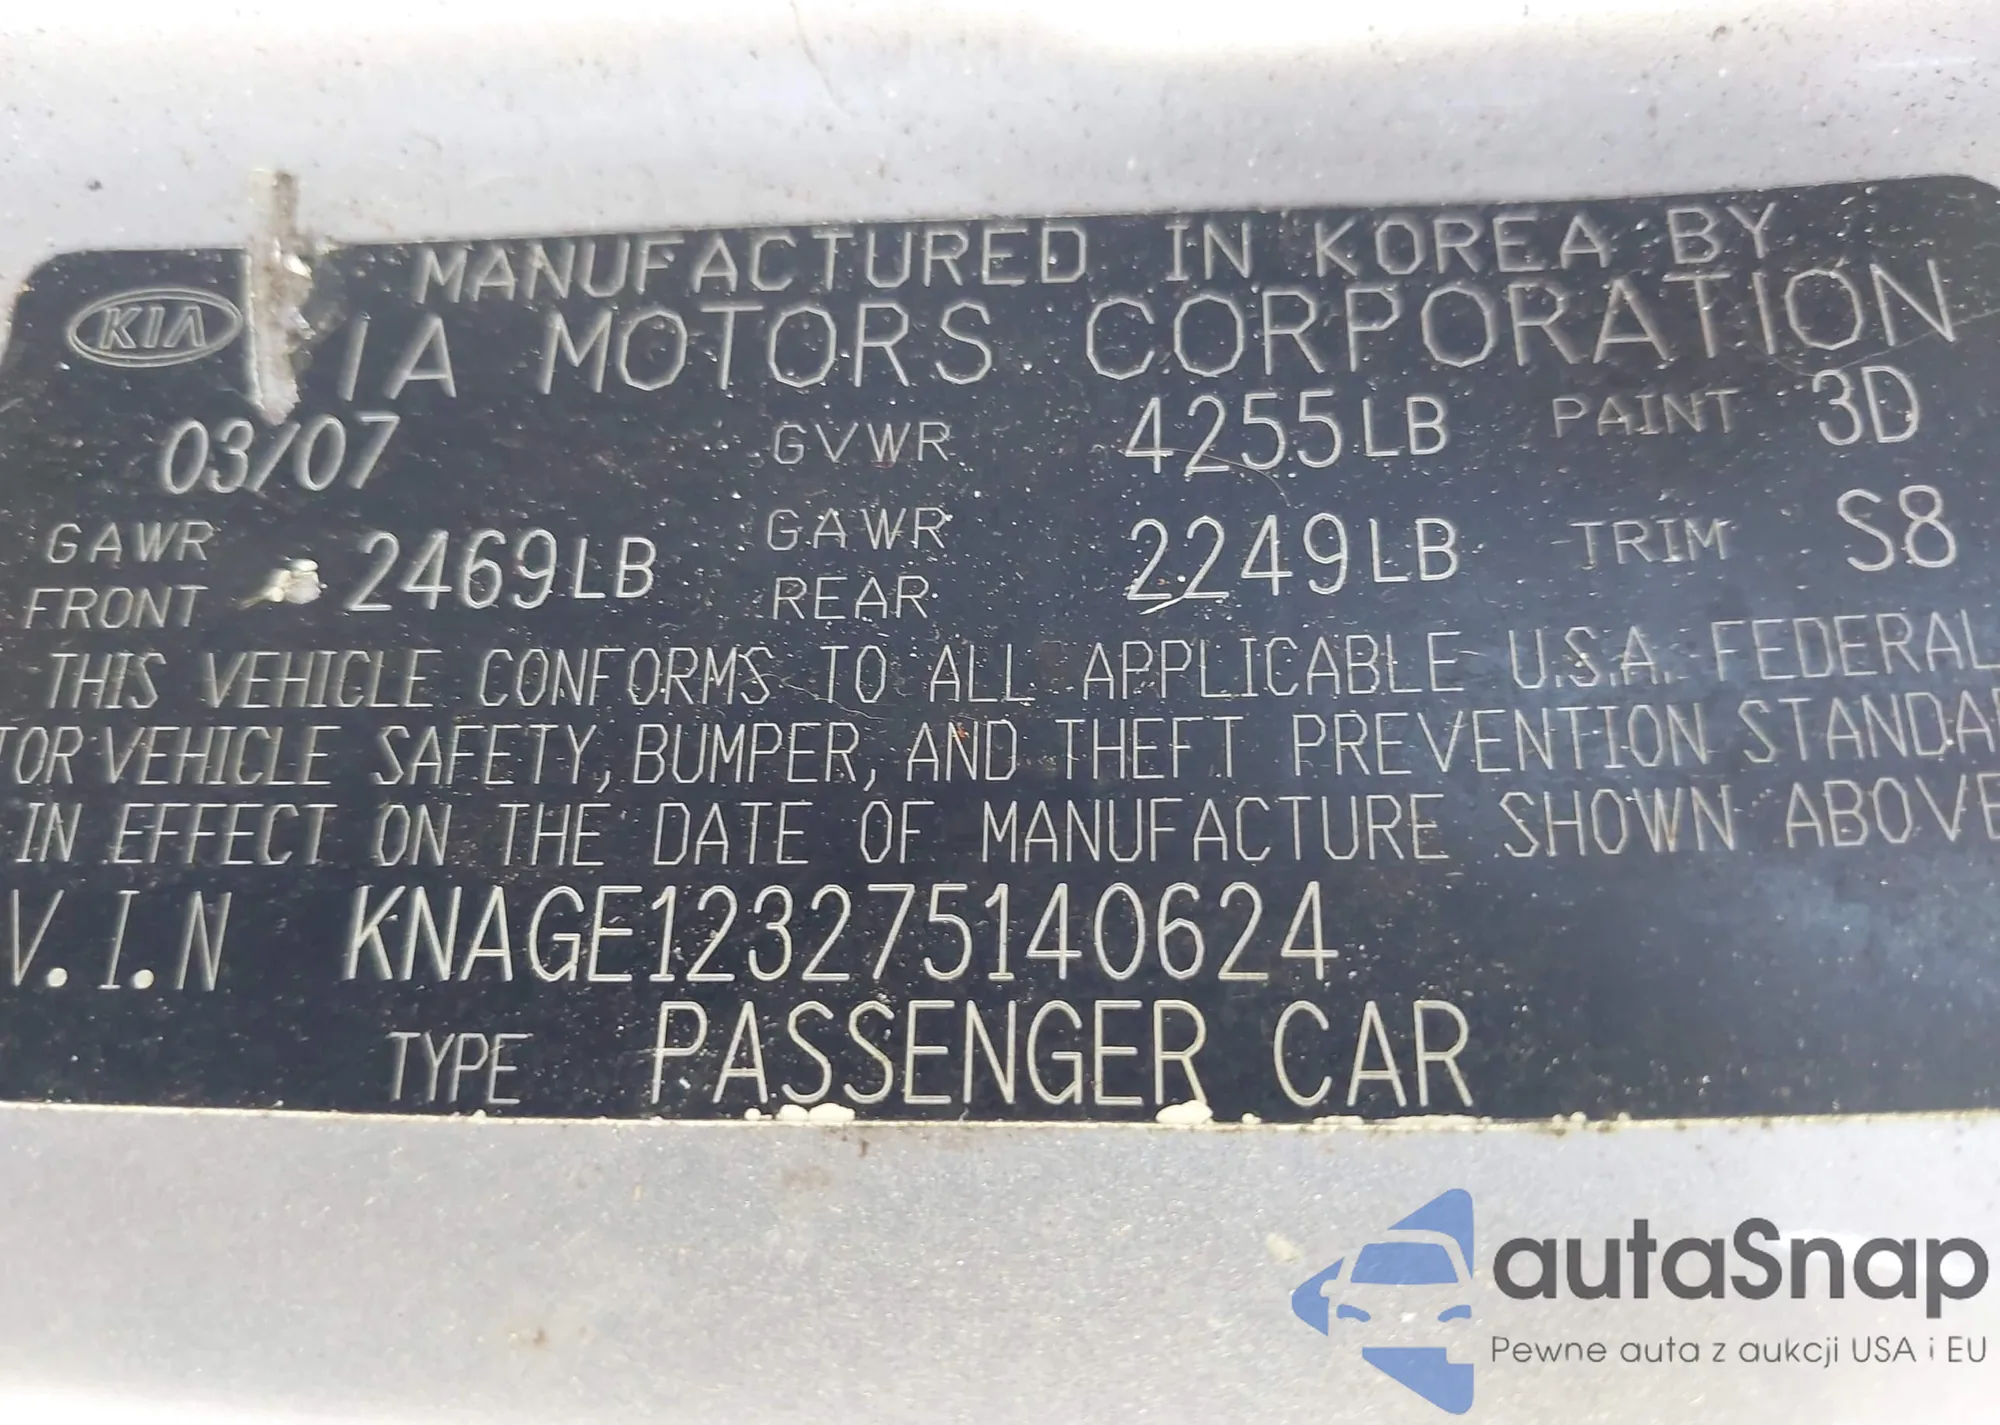 MANUFACTURED IN KOREA BY
KIA
IA MOTORS CORPORATION
03/07 GVWR 4255LB PAINT 3D
GAWR FRONT 2469LB GAWR REAR 2249LB TRIM S8
THIS VEHICLE CONFORMS TO ALL APPLICABLE U.S.A. FEDERAL
TOR VEHICLE SAFETY, BUMPER, AND THEFT PREVENTION STANDAR
IN EFFECT ON THE DATE OF MANUFACTURE SHOWN ABOVE
V.I.N KNAGE123275140624
TYPE PASSENGER CAR
autaSnap
Pewne auta z aukcji USA i EU